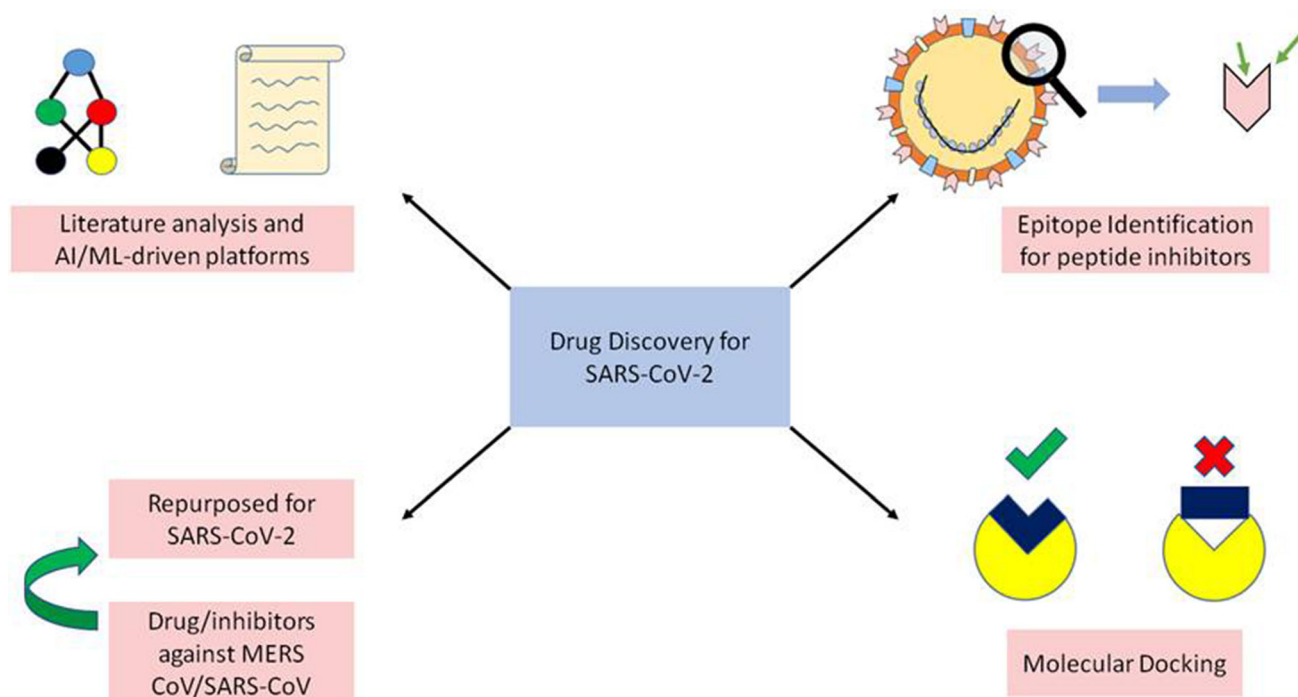 Literature analysis and
AI/ML-driven platforms
Epitope Identification
for peptide inhibitors
Drug Discovery for
SARS-CoV-2
Repurposed for
SARS-CoV-2
Drug/inhibitors
against MERS
CoV/SARS-CoV
Molecular Docking